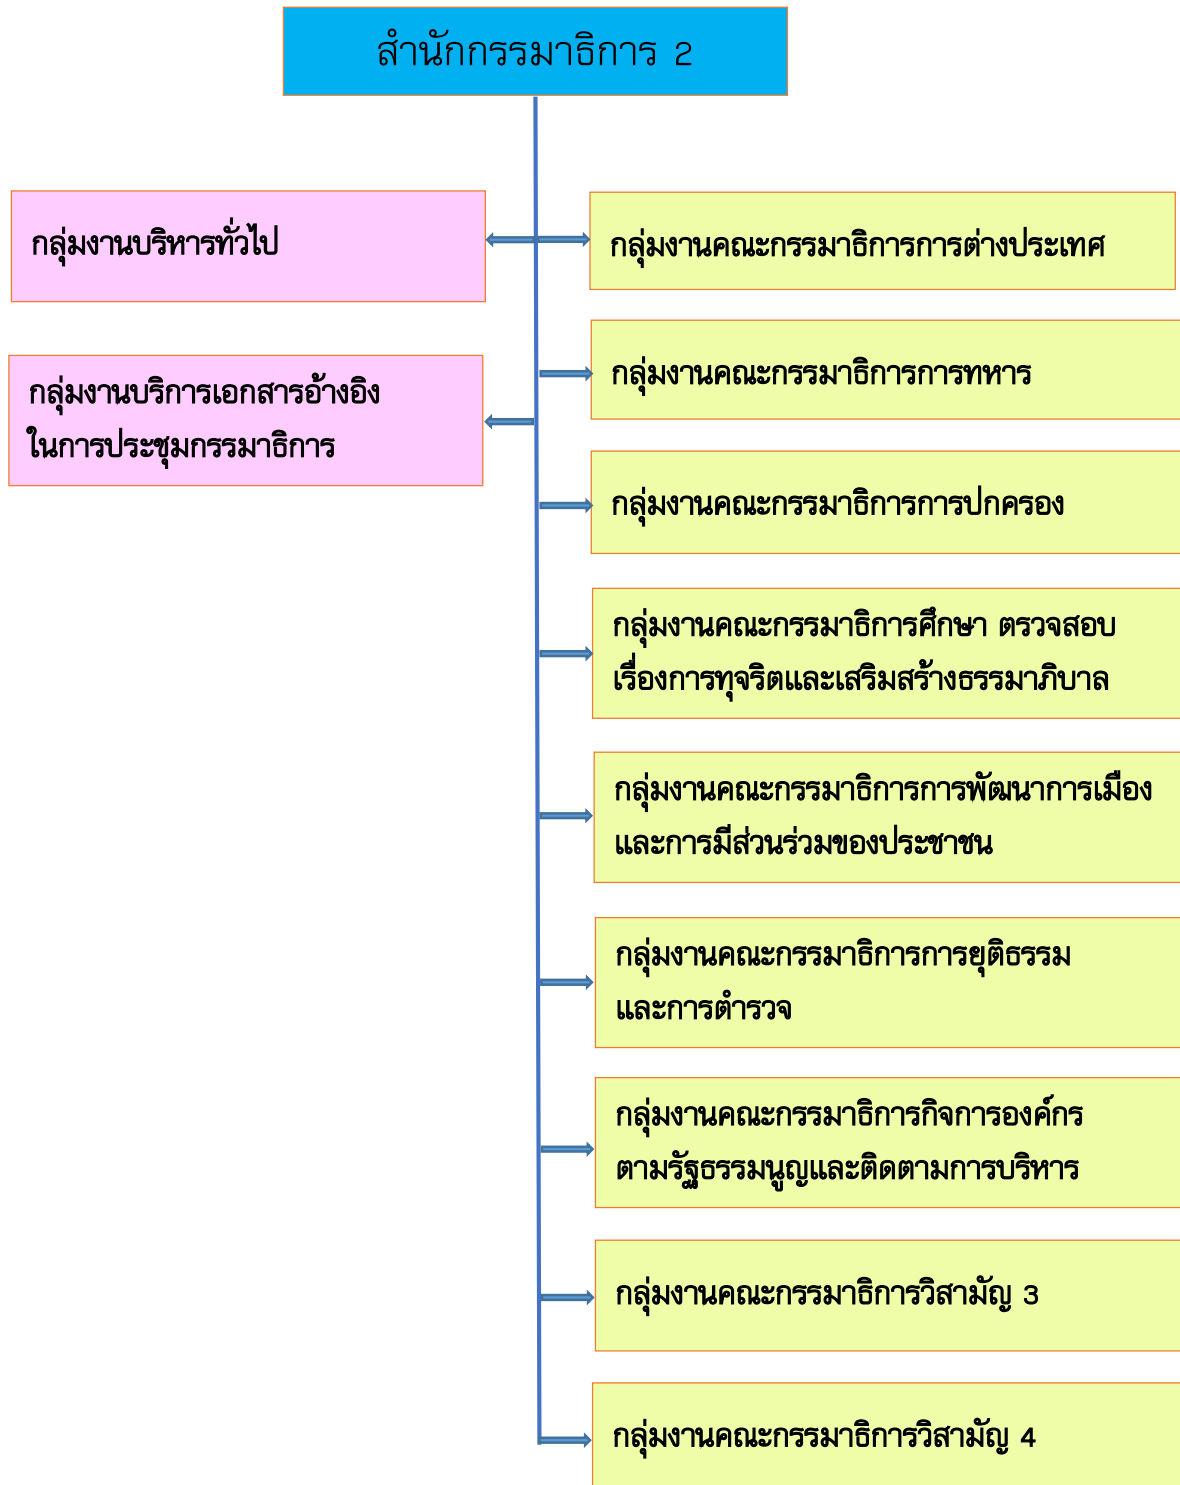 สำนักกรรมาธิการ 2
กลุ่มงานบริหารทั่วไป
กลุ่มงานบริการเอกสารอ้างอิง
ในการประชุมกรรมาธิการ
กลุ่มงานคณะกรรมาธิการการต่างประเทศ
กลุ่มงานคณะกรรมาธิการการทหาร
กลุ่มงานคณะกรรมาธิการการปกครอง
กลุ่มงานคณะกรรมาธิการศึกษา ตรวจสอบ
เรื่องการทุจริตและเสริมสร้างธรรมาภิบาล
กลุ่มงานคณะกรรมาธิการการพัฒนาการเมือง
และการมีส่วนร่วมของประชาชน
กลุ่มงานคณะกรรมาธิการการยุติธรรม
และการตำรวจ
กลุ่มงานคณะกรรมาธิการกิจการองค์กร
ตามรัฐธรรมนูญและติดตามการบริหาร
กลุ่มงานคณะกรรมาธิการวิสามัญ 3
กลุ่มงานคณะกรรมาธิการวิสามัญ 4